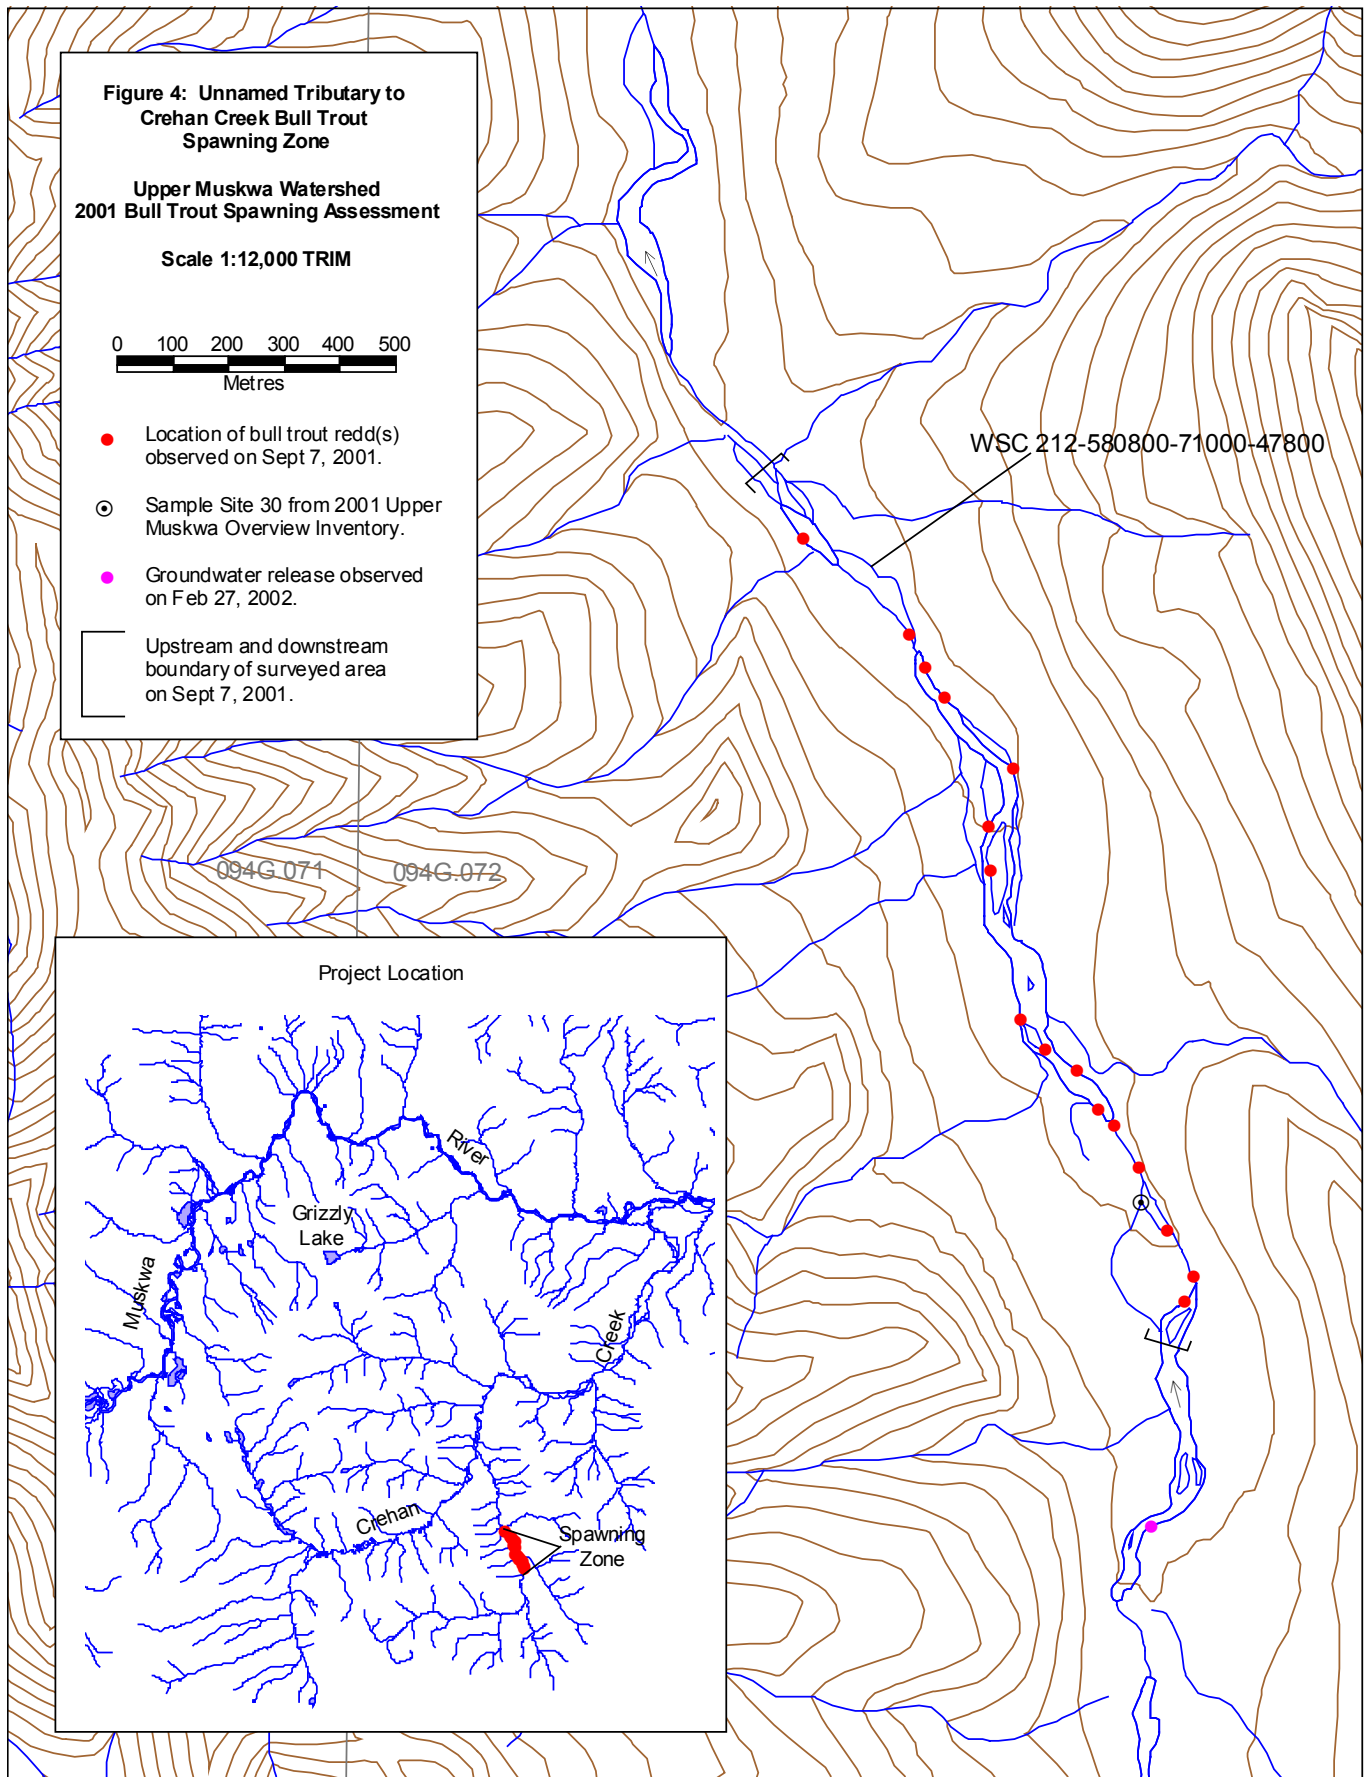 Figure 4: Unnamed Tributary to
Crehan Creek Bull Trout
Spawning Zone
Upper Muskwa Watershed
2001 Bull Trout Spawning Assessment
Scale 1:12,000 TRIM
0 100 200 300 400 500
Metres
Location of bull trout redd(s)
observed on Sept 7, 2001.
Sample Site 30 from 2001 Upper
Muskwa Overview Inventory.
Groundwater release observed
on Feb 27, 2002.
Upstream and downstream
boundary of surveyed area
on Sept 7, 2001.
WSC 212-580800-71000-47800
094G.071
094G.072
Project Location
River
Grizzly
Lake
Muskwa
Creek
Crehan
Spawning
Zone